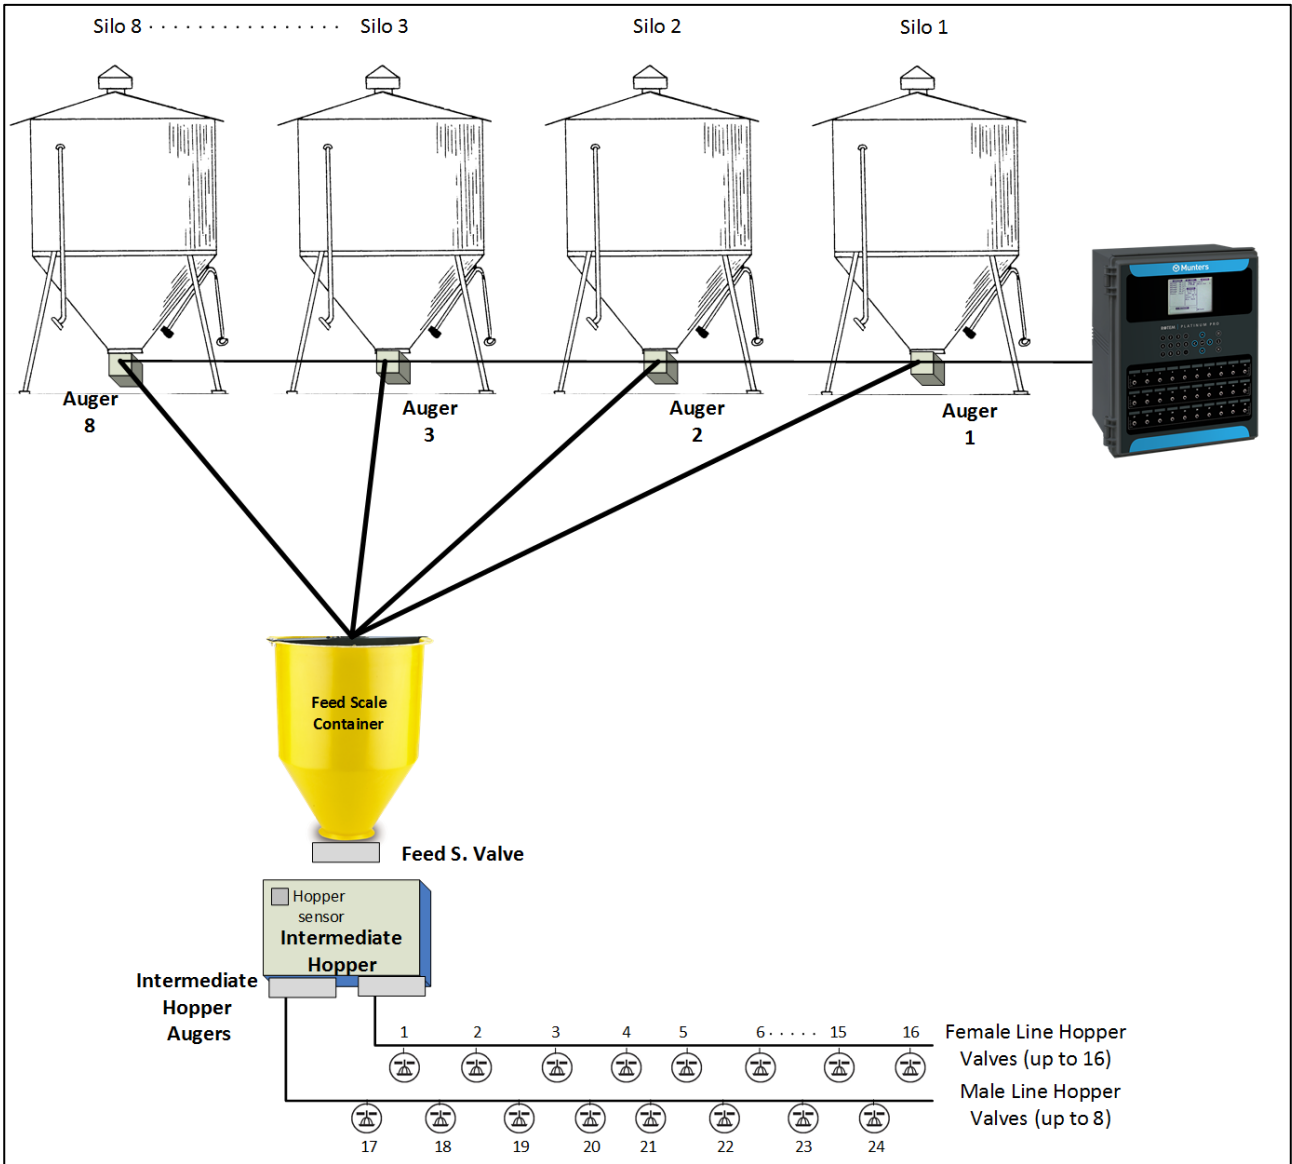 Silo 8 . . . . . . . . . . . . . . . . Silo 3
Silo 2
Silo 1
Munters
PLATINUM PRO
Auger
8
Auger
3
Auger
2
Auger
1
Feed Scale
Container
Feed S. Valve
Hopper
sensor
Intermediate
Hopper
Intermediate
Hopper
Augers
1 2 3 4 5 6 . . . . . 15 16
Female Line Hopper
Valves (up to 16)
Male Line Hopper
Valves (up to 8)
17 18 19 20 21 22 23 24